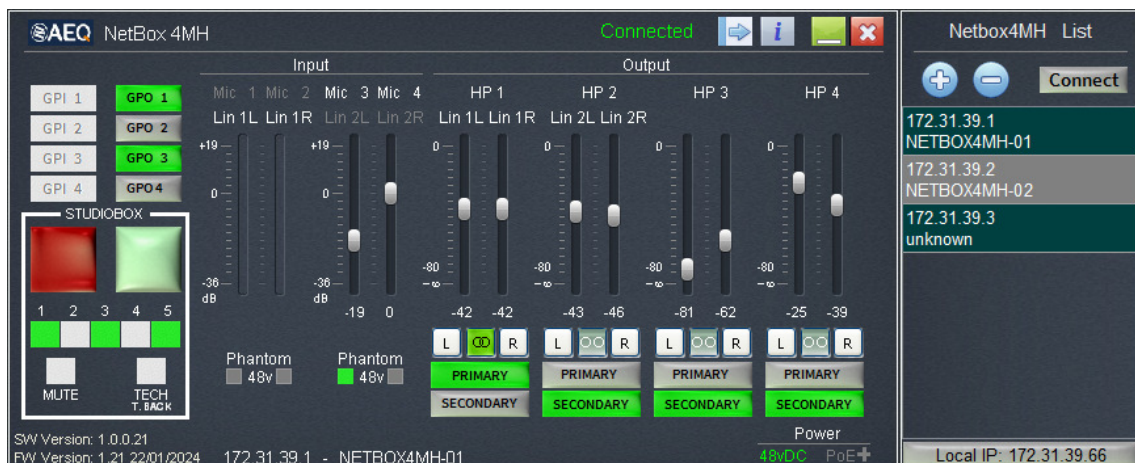 AEQ NetBox 4MH
Connected
i
Netbox4MH List
Connect
172.31.39.1
NETBOX4MH-01
172.31.39.2
NETBOX4MH-02
172.31.39.3
unknown
Local IP: 172.31.39.66
GPI 1 GPO 1
GPI 2 GPO 2
GPI 3 GPO 3
GPI 4 GPO 4
STUDIOBOX
1 2 3 4 5
MUTE
TECH
T. BACK
Input
Mic 1 Mic 2 Mic 3 Mic 4
Lin 1L Lin 1R Lin 2L Lin 2R
+19 +19
0 0
-36 -36
dB dB
-19 0
Phantom Phantom
48v 48v
Output
HP 1 HP 2 HP 3 HP 4
Lin 1L Lin 1R Lin 2L Lin 2R
0 0 0 0
-80 -80 -80 -80
-∞ -∞ -∞ -∞
-42 -42 -43 -46 -81 -62 -25 -39
L R L R L R L R
PRIMARY PRIMARY PRIMARY PRIMARY
SECONDARY SECONDARY SECONDARY SECONDARY
SW Version: 1.0.0.21
FW Version: 1.21 22/01/2024
172.31.39.1 - NETBOX4MH-01
Power
48vDC PoE+